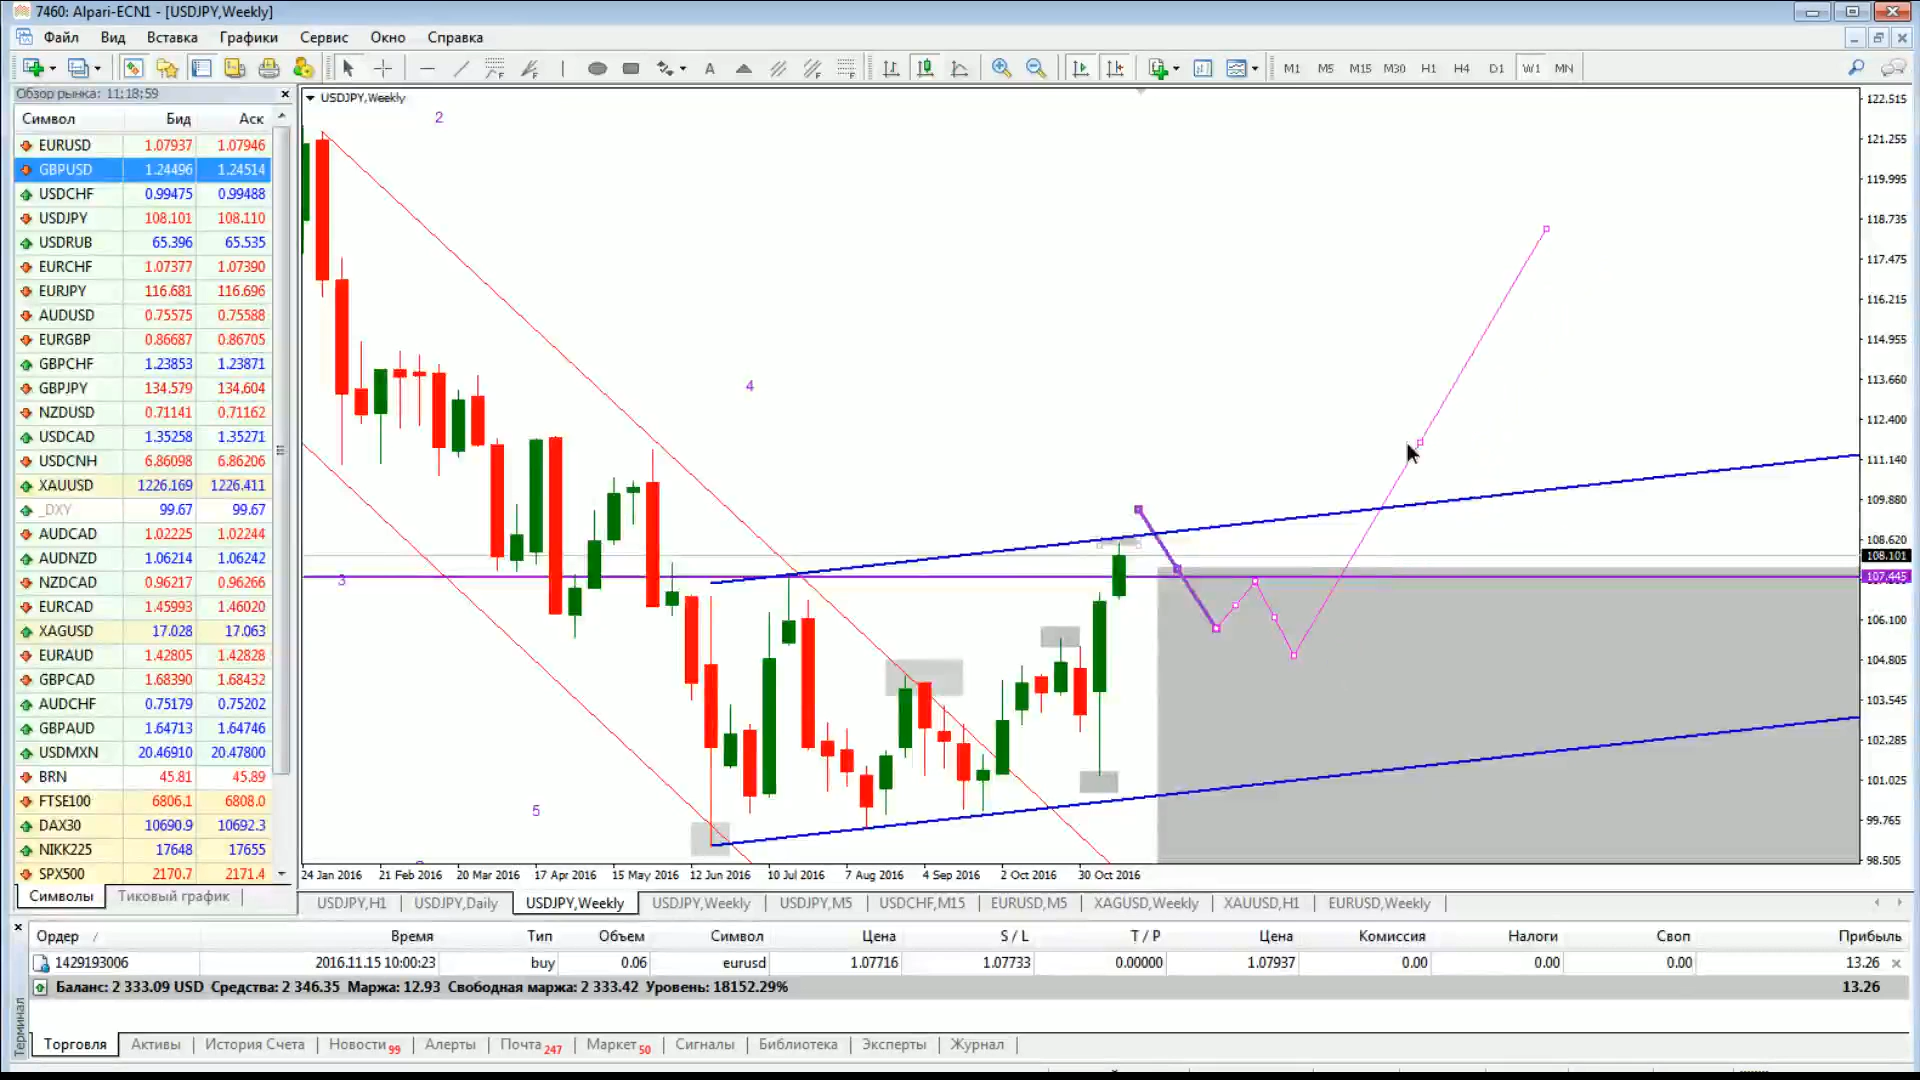 7460: Alpari-ECN1 - [USDJPY,Weekly]
Файл Вид Вставка Графики Сервис Окно Справка
A M1 M5 M15 M30 H1 H4 D1 W1 MN
Обзор рынка: 11:18:59
Символ Бид Аск
EURUSD 1.07937 1.07946
GBPUSD 1.24496 1.24514
USDCHF 0.99475 0.99488
USDJPY 108.101 108.110
USDRUB 65.396 65.535
EURCHF 1.07377 1.07390
EURJPY 116.681 116.696
AUDUSD 0.75575 0.75588
EURGBP 0.86687 0.86705
GBPCHF 1.23853 1.23871
GBPJPY 134.579 134.604
NZDUSD 0.71141 0.71162
USDCAD 1.35258 1.35271
USDCNH 6.86098 6.86206
XAUUSD 1226.169 1226.411
_DXY 99.67 99.67
AUDCAD 1.02225 1.02244
AUDNZD 1.06214 1.06242
NZDCAD 0.96217 0.96266
EURCAD 1.45993 1.46020
XAGUSD 17.028 17.063
EURAUD 1.42805 1.42828
GBPCAD 1.68390 1.68432
AUDCHF 0.75179 0.75202
GBPAUD 1.64713 1.64746
USDMXN 20.46910 20.47800
BRN 45.81 45.89
FTSE100 6806.1 6808.0
DAX30 10690.9 10692.3
NIKK225 17648 17655
SPX500 2170.7 2171.4
Символы Тиковый график
USDJPY,Weekly
2
4
3
5
122.515
121.255
119.995
118.735
117.475
116.215
114.955
113.660
112.400
111.140
109.880
108.620
108.101
107.445
106.100
104.805
103.545
102.285
101.025
99.765
98.505
24 Jan 2016 21 Feb 2016 20 Mar 2016 17 Apr 2016 15 May 2016 12 Jun 2016 10 Jul 2016 7 Aug 2016 4 Sep 2016 2 Oct 2016 30 Oct 2016
USDJPY,H1 USDJPY,Daily USDJPY,Weekly USDJPY,Weekly USDJPY,M5 USDCHF,M15 EURUSD,M5 XAGUSD,Weekly XAUUSD,H1 EURUSD,Weekly
Ордер / Время Тип Объем Символ Цена S / L T / P Цена Комиссия Налоги Своп Прибыль
1429193006 2016.11.15 10:00:23 buy 0.06 eurusd 1.07716 1.07733 0.00000 1.07937 0.00 0.00 0.00 13.26
Баланс: 2 333.09 USD Средства: 2 346.35 Маржа: 12.93 Свободная маржа: 2 333.42 Уровень: 18152.29% 13.26
Терминал
Торговля Активы История Счета Новости 99 Алерты Почта 247 Маркет 50 Сигналы Библиотека Эксперты Журнал